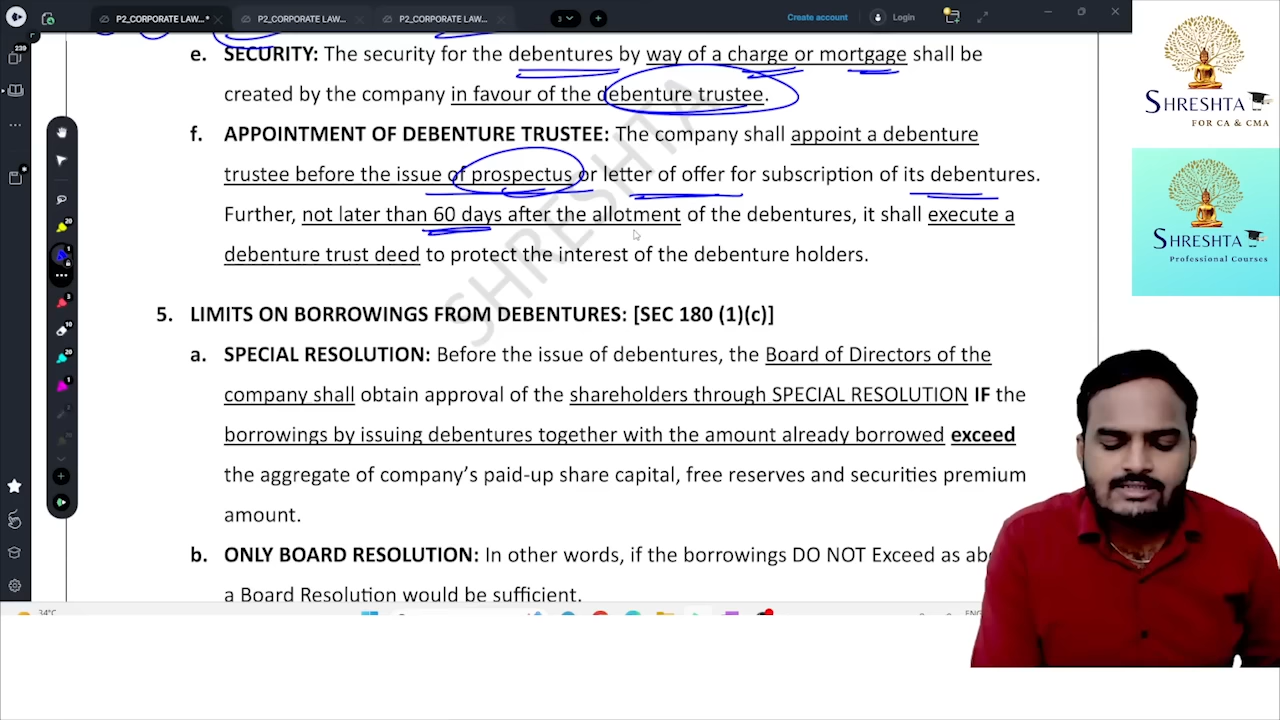 P2_CORPORATE LAW...*
P2_CORPORATE LAW...
P2_CORPORATE LAW...
3
Create account
Login
239
e. SECURITY: The security for the debentures by way of a charge or mortgage shall be
created by the company in favour of the debenture trustee.
f. APPOINTMENT OF DEBENTURE TRUSTEE: The company shall appoint a debenture
trustee before the issue of prospectus or letter of offer for subscription of its debentures.
Further, not later than 60 days after the allotment of the debentures, it shall execute a
debenture trust deed to protect the interest of the debenture holders.
5. LIMITS ON BORROWINGS FROM DEBENTURES: [SEC 180 (1)(c)]
a. SPECIAL RESOLUTION: Before the issue of debentures, the Board of Directors of the
company shall obtain approval of the shareholders through SPECIAL RESOLUTION IF the
borrowings by issuing debentures together with the amount already borrowed exceed
the aggregate of company's paid-up share capital, free reserves and securities premium
amount.
b. ONLY BOARD RESOLUTION: In other words, if the borrowings DO NOT Exceed as
a Board Resolution would be sufficient.
SHRESHTA
34°C
SHRESHTA
FOR CA & CMA
SHRESHTA
Professional Courses